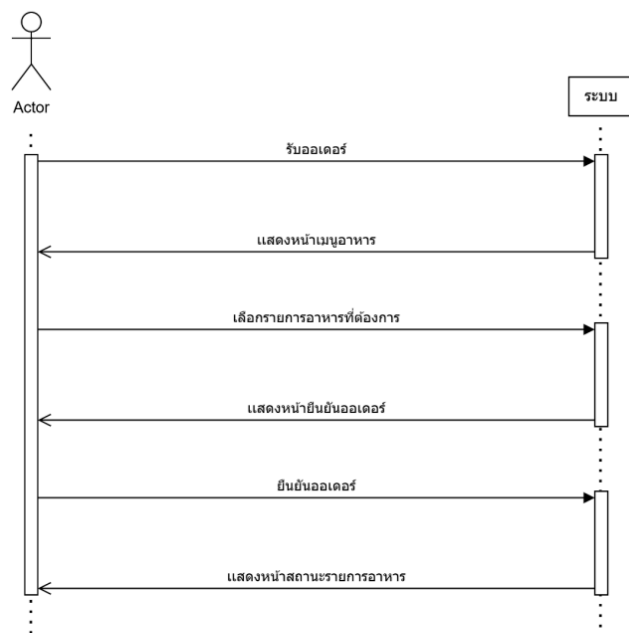 Actor
ระบบ
รับออเดอร์
แสดงหน้าเมนูอาหาร
เลือกรายการอาหารที่ต้องการ
แสดงหน้ายืนยันออเดอร์
ยืนยันออเดอร์
แสดงหน้าสถานะรายการอาหาร